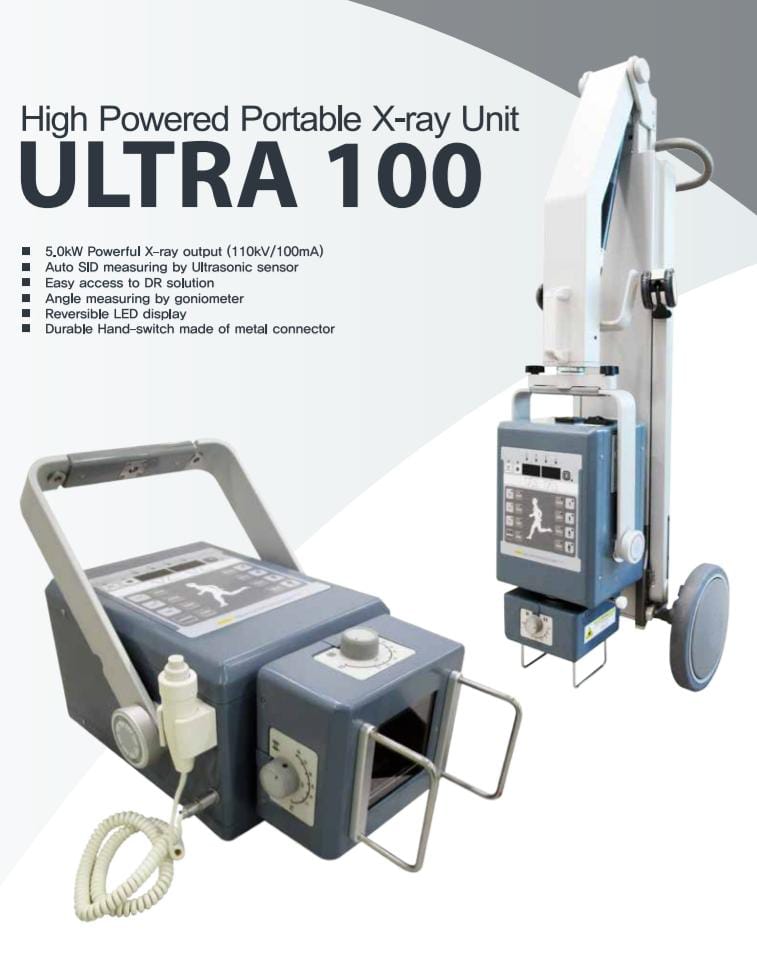 High Powered Portable X-ray Unit
ULTRA 100
5.0kW Powerful X-ray output (110kV/100mA)
Auto SID measuring by Ultrasonic sensor
Easy access to DR solution
Angle measuring by goniometer
Reversible LED display
Durable Hand-switch made of metal connector